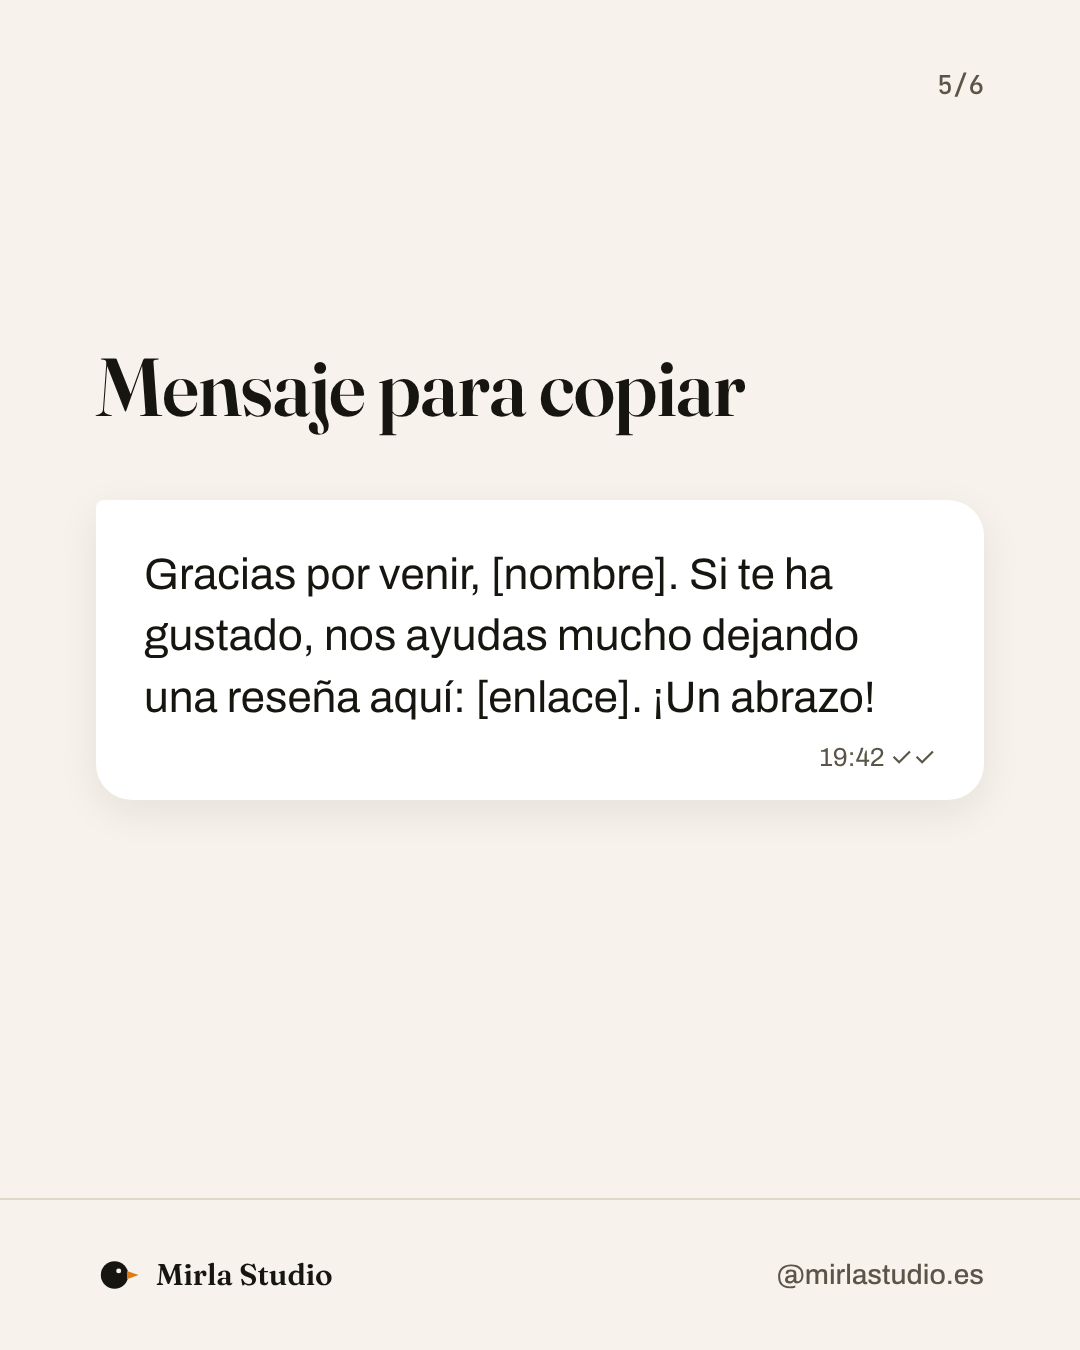 5/6
Mensaje para copiar
Gracias por venir, [nombre]. Si te ha
gustado, nos ayudas mucho dejando
una reseña aquí: [enlace]. ¡Un abrazo!
19:42 ✓✓
Mirla Studio
@mirlastudio.es